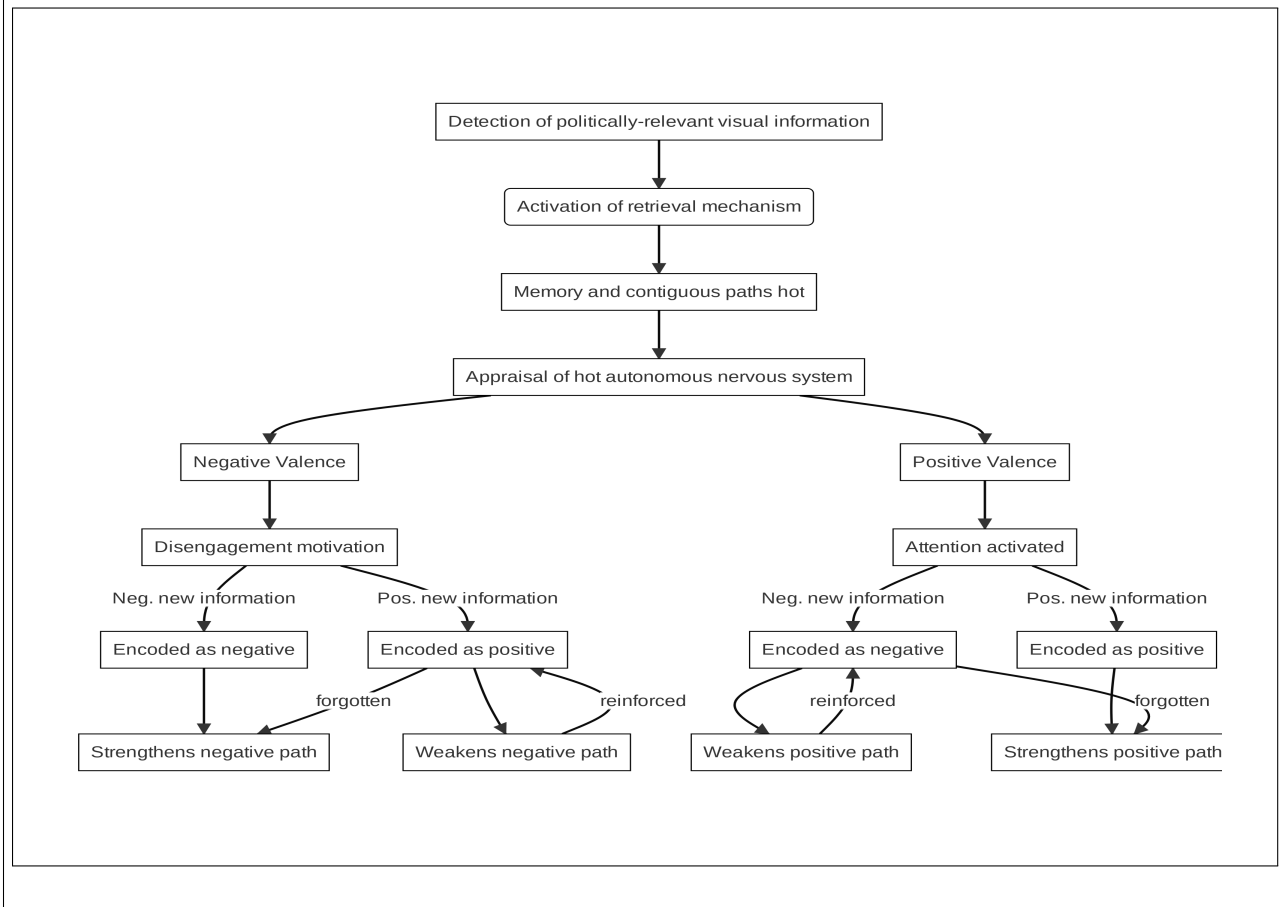 Detection of politically-relevant visual information
Activation of retrieval mechanism
Memory and contiguous paths hot
Appraisal of hot autonomous nervous system
Negative Valence
Positive Valence
Disengagement motivation
Attention activated
Neg. new information
Pos. new information
Neg. new information
Pos. new information
Encoded as negative
Encoded as positive
Encoded as negative
Encoded as positive
forgotten
reinforced
reinforced
forgotten
Strengthens negative path
Weakens negative path
Weakens positive path
Strengthens positive path